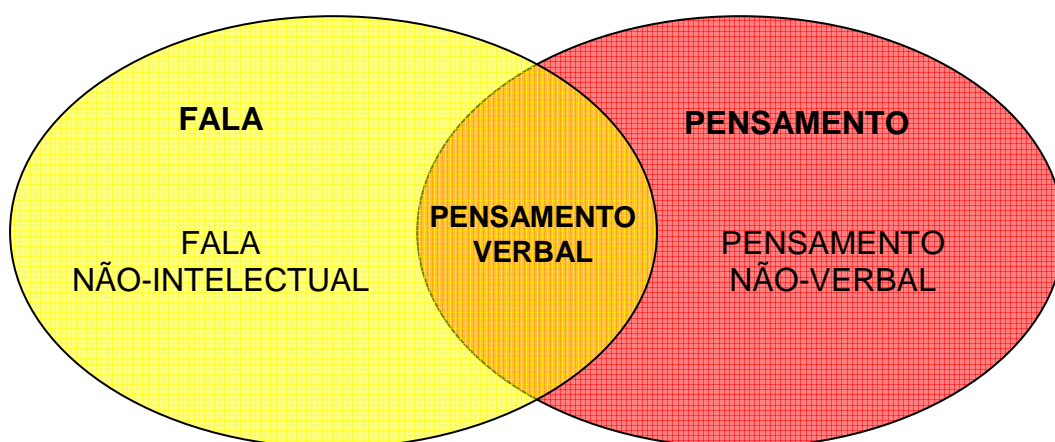 FALA
PENSAMENTO
PENSAMENTO
VERBAL
FALA
NÃO-INTELECTUAL
PENSAMENTO
NÃO-VERBAL